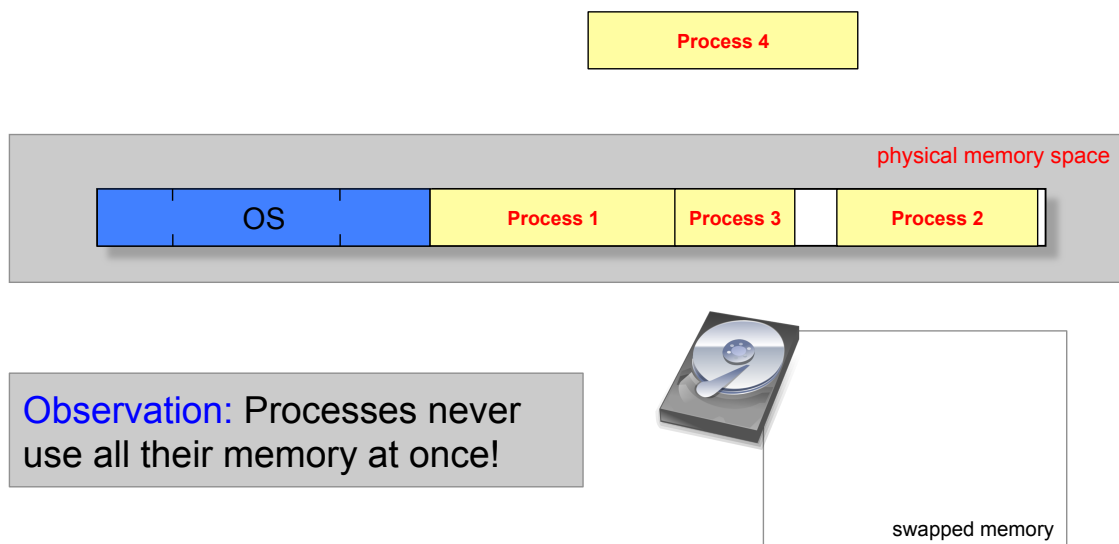 Process 4
physical memory space
OS
Process 1
Process 3
Process 2
Observation: Processes never
use all their memory at once!
swapped memory